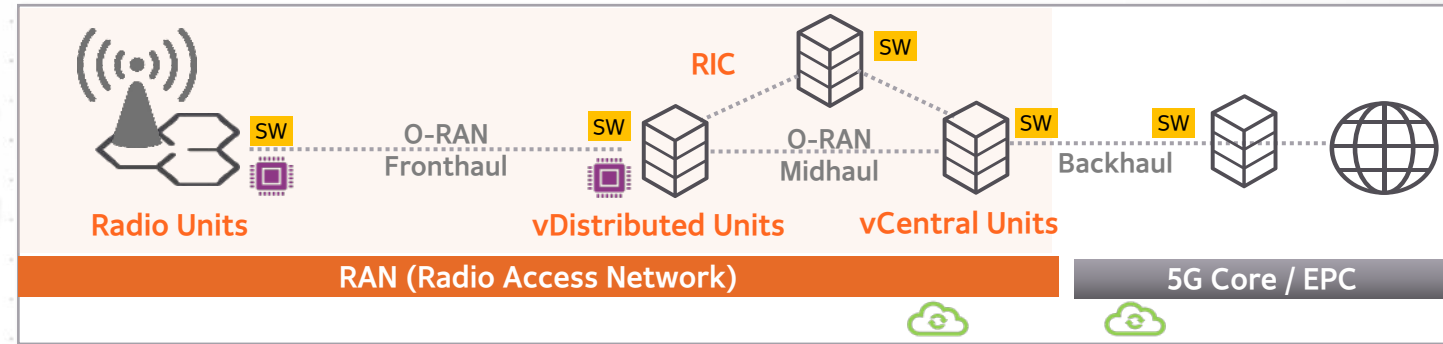 RIC
SW
SW
O-RAN
Fronthaul
SW
O-RAN
Midhaul
SW
Backhaul
SW
Radio Units
vDistributed Units
vCentral Units
RAN (Radio Access Network)
5G Core / EPC